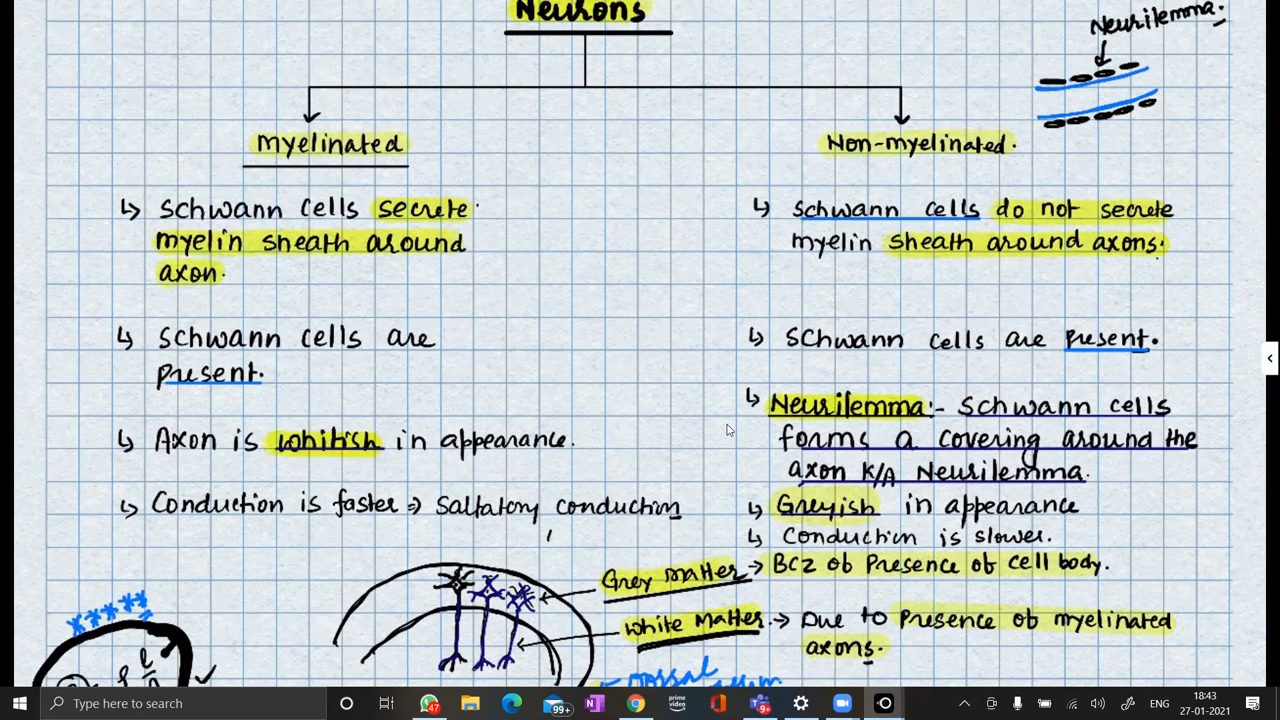 Neurons
Neurilemma.
Myelinated
Non-myelinated.
↳ Schwann cells secrete
myelin sheath around
axon.
↳ Schwann cells are
present.
↳ Axon is whitish in appearance.
↳ Conduction is faster ⇒ Saltatory conduction
↳ Schwann cells do not secrete
myelin sheath around axons.
↳ Schwann cells are present.
↳ Neurilemma:- Schwann cells
forms a covering around the
axon K/A Neurilemma.
↳ Greyish in appearance
↳ Conduction is slower.
Grey Matter → Bcz of Presence of cell body.
White Matter → Due to Presence of myelinated
axons.
Type here to search
47
99+
9+
ENG
18:43
27-01-2021